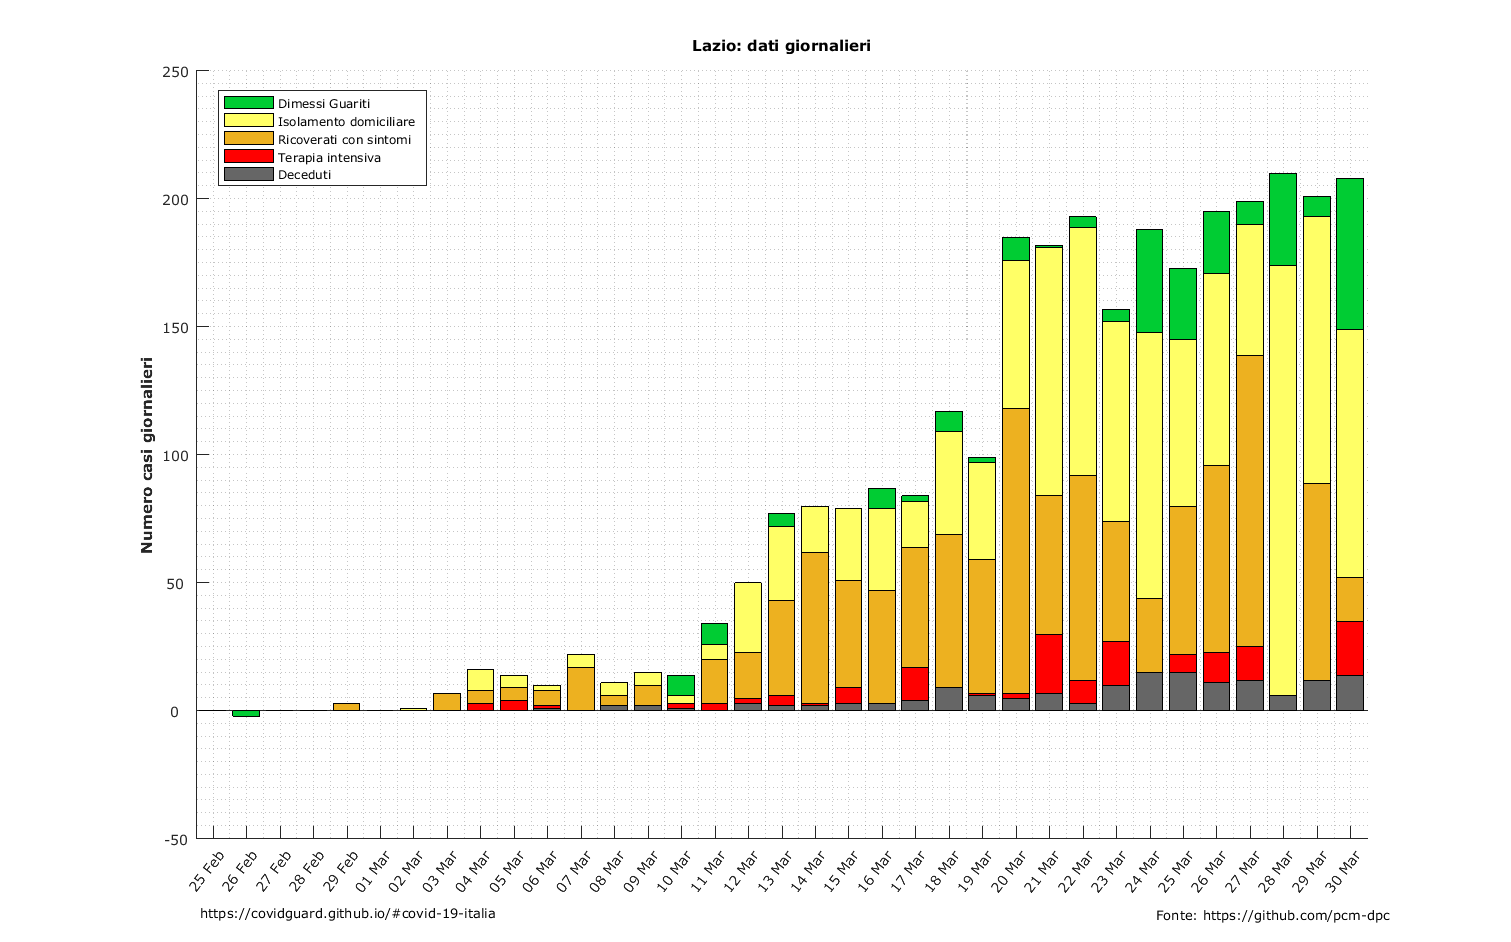 Lazio: dati giornalieri
250
200
150
100
50
0
-50
Numero casi giornalieri
Dimessi Guariti
Isolamento domiciliare
Ricoverati con sintomi
Terapia intensiva
Deceduti
25 Feb
26 Feb
27 Feb
28 Feb
29 Feb
01 Mar
02 Mar
03 Mar
04 Mar
05 Mar
06 Mar
07 Mar
08 Mar
09 Mar
10 Mar
11 Mar
12 Mar
13 Mar
14 Mar
15 Mar
16 Mar
17 Mar
18 Mar
19 Mar
20 Mar
21 Mar
22 Mar
23 Mar
24 Mar
25 Mar
26 Mar
27 Mar
28 Mar
29 Mar
30 Mar
https://covidguard.github.io/#covid-19-italia
Fonte: https://github.com/pcm-dpc